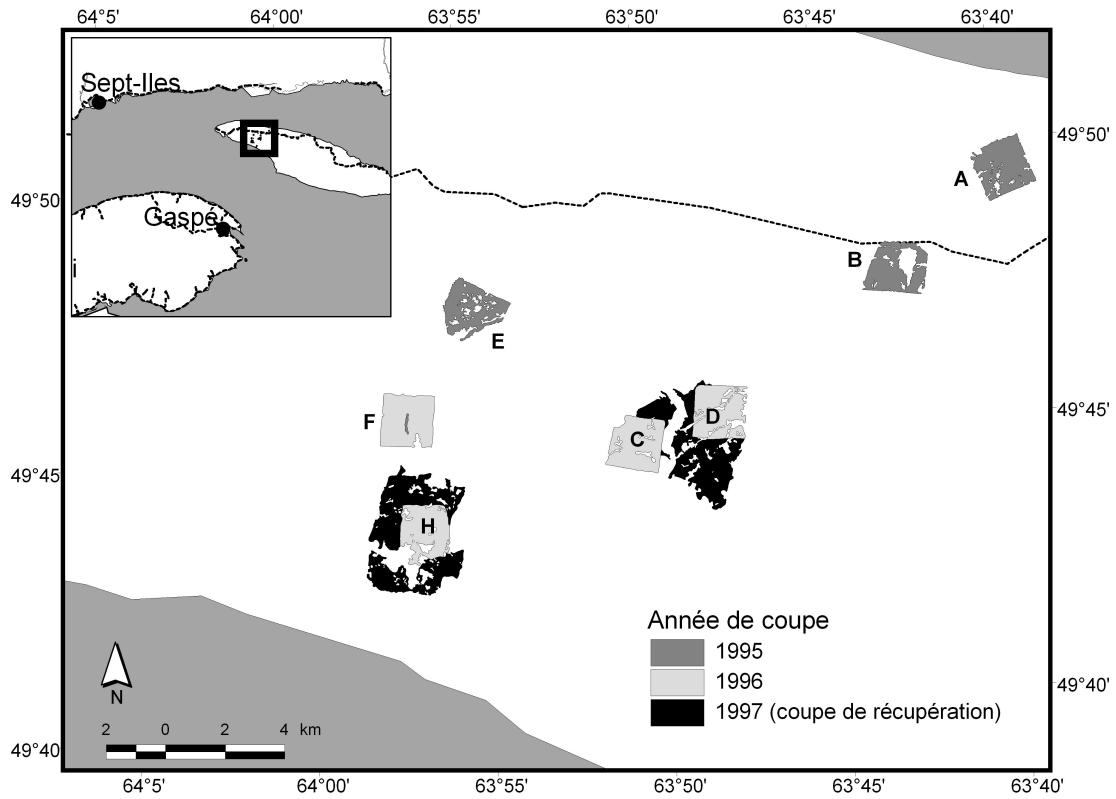 64°5' 64°00' 63°55' 63°50' 63°45' 63°40'
Sept-Iles
Gaspé
i
49°50'
49°45'
49°40'
49°50'
49°45'
49°40'
A
B
E
F
D
C
H
Année de coupe
1995
1996
1997 (coupe de récupération)
N
2 0 2 4 km
64°5' 64°00' 63°55' 63°50' 63°45' 63°40'